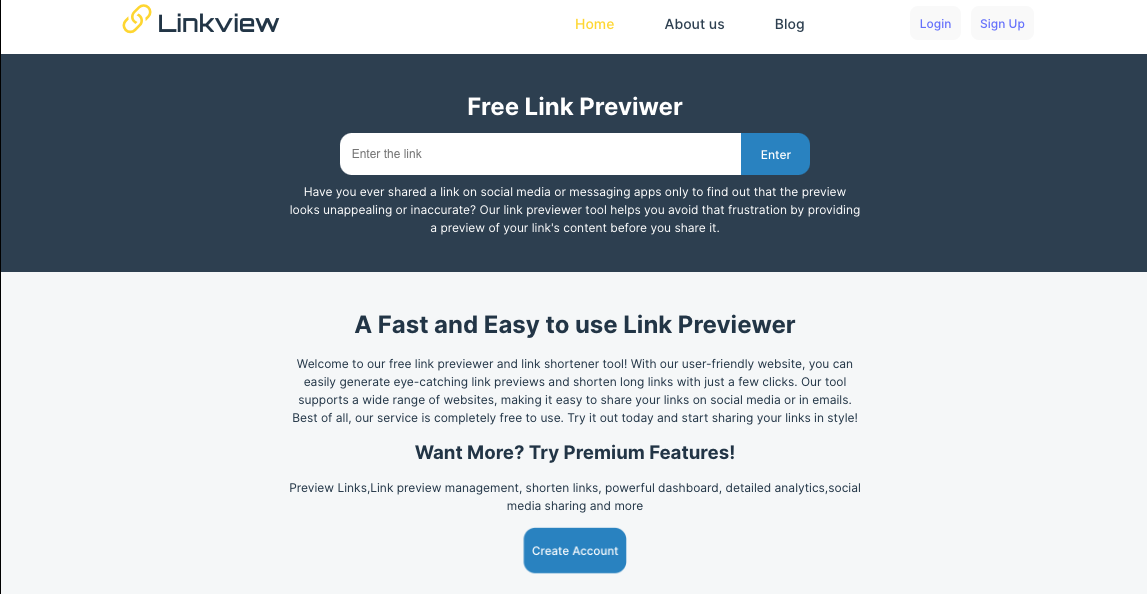 Linkview
Home
About us
Blog
Login
Sign Up
Free Link Previwer
Enter the link
Enter
Have you ever shared a link on social media or messaging apps only to find out that the preview
looks unappealing or inaccurate? Our link previewer tool helps you avoid that frustration by providing
a preview of your link's content before you share it.
A Fast and Easy to use Link Previewer
Welcome to our free link previewer and link shortener tool! With our user-friendly website, you can
easily generate eye-catching link previews and shorten long links with just a few clicks. Our tool
supports a wide range of websites, making it easy to share your links on social media or in emails.
Best of all, our service is completely free to use. Try it out today and start sharing your links in style!
Want More? Try Premium Features!
Preview Links,Link preview management, shorten links, powerful dashboard, detailed analytics,social
media sharing and more
Create Account